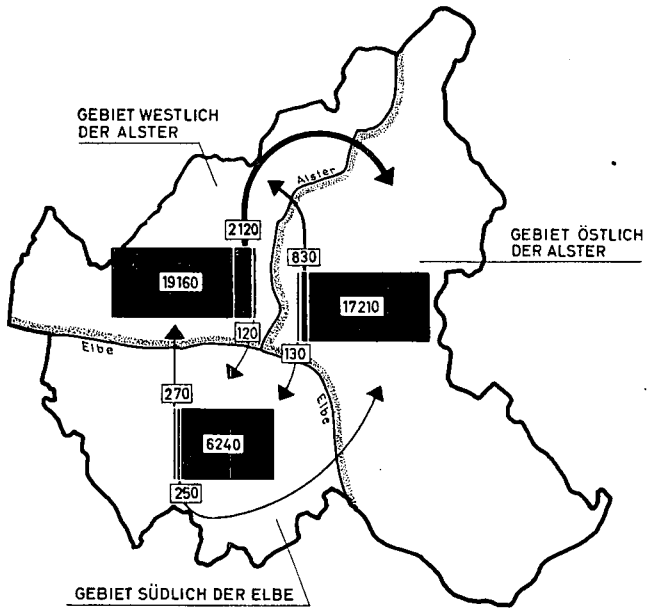 GEBIET WESTLICH
DER ALSTER
Alster
2120
GEBIET ÖSTLICH
DER ALSTER
830
19160
17210
120
130
Elbe
270
Elbe
6240
250
GEBIET SÜDLICH DER ELBE